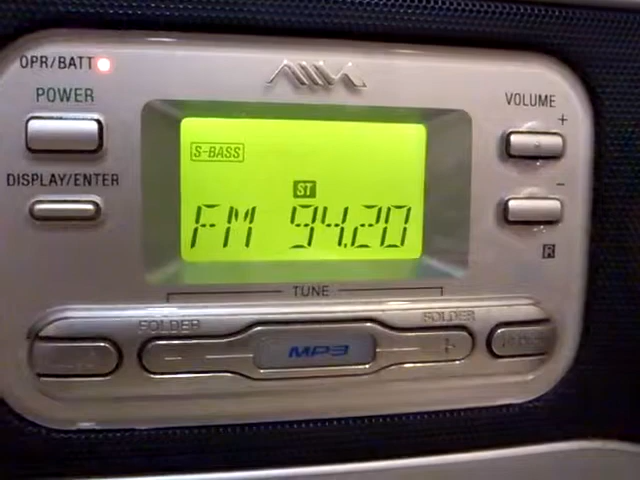 OPR/BATT
AIWA
POWER
VOLUME
+
S-BASS
DISPLAY/ENTER
ST
–
FM 94.20
R
TUNE
FOLDER
FOLDER
– MP3 +